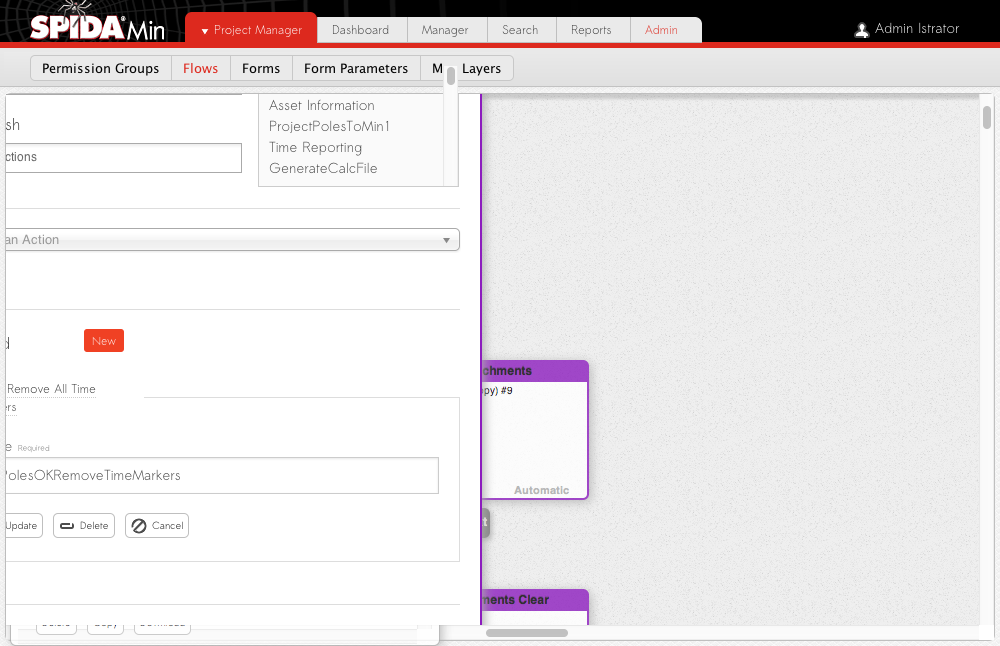 SPIDA® Min
Project Manager
Dashboard
Manager
Search
Reports
Admin
Admin Istrator
Permission Groups
Flows
Forms
Form Parameters
Layers
Asset Information
ProjectPolesToMin1
Time Reporting
GenerateCalcFile
sh
ctions
an Action
New
Remove All Time
ers
e Required
PolesOKRemoveTimeMarkers
Update
Delete
Cancel
chments
py) #9
Automatic
t
ments Clear